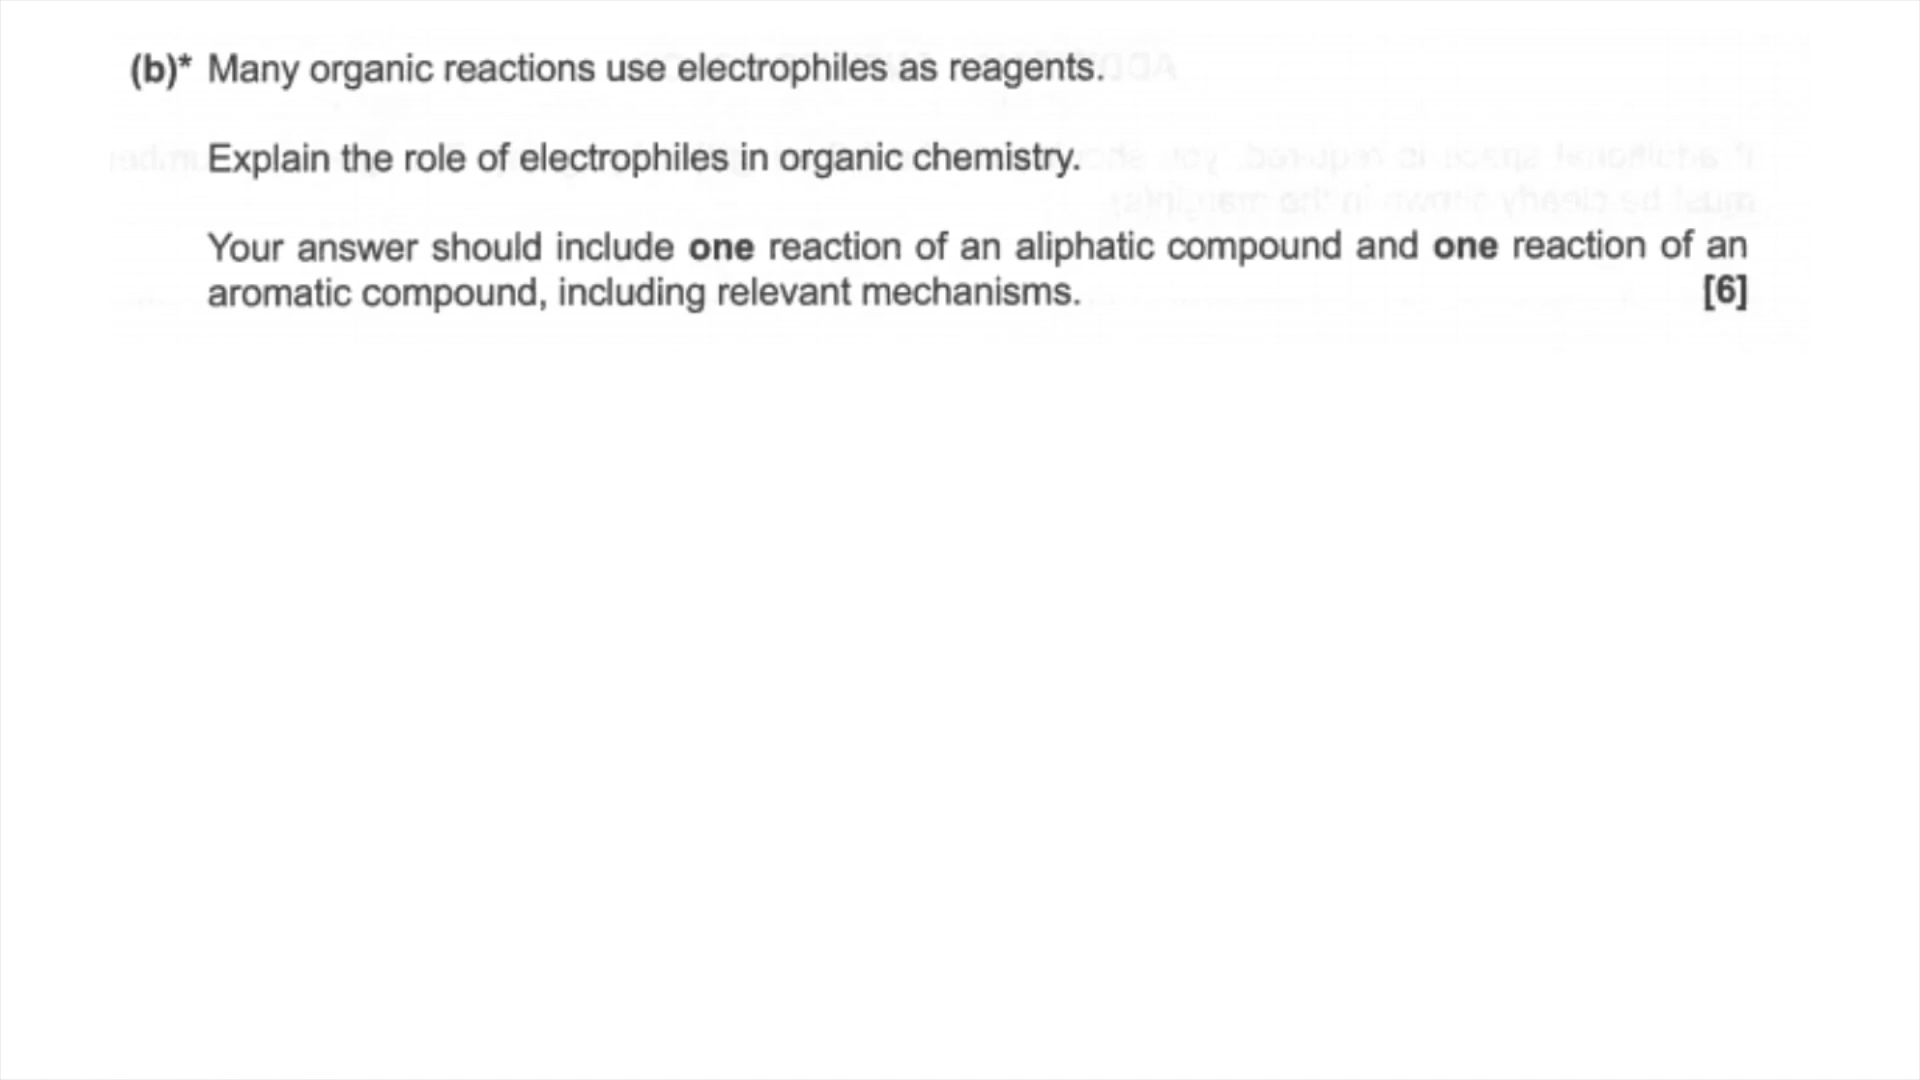 (b)* Many organic reactions use electrophiles as reagents.
Explain the role of electrophiles in organic chemistry.
Your answer should include one reaction of an aliphatic compound and one reaction of an
aromatic compound, including relevant mechanisms. [6]